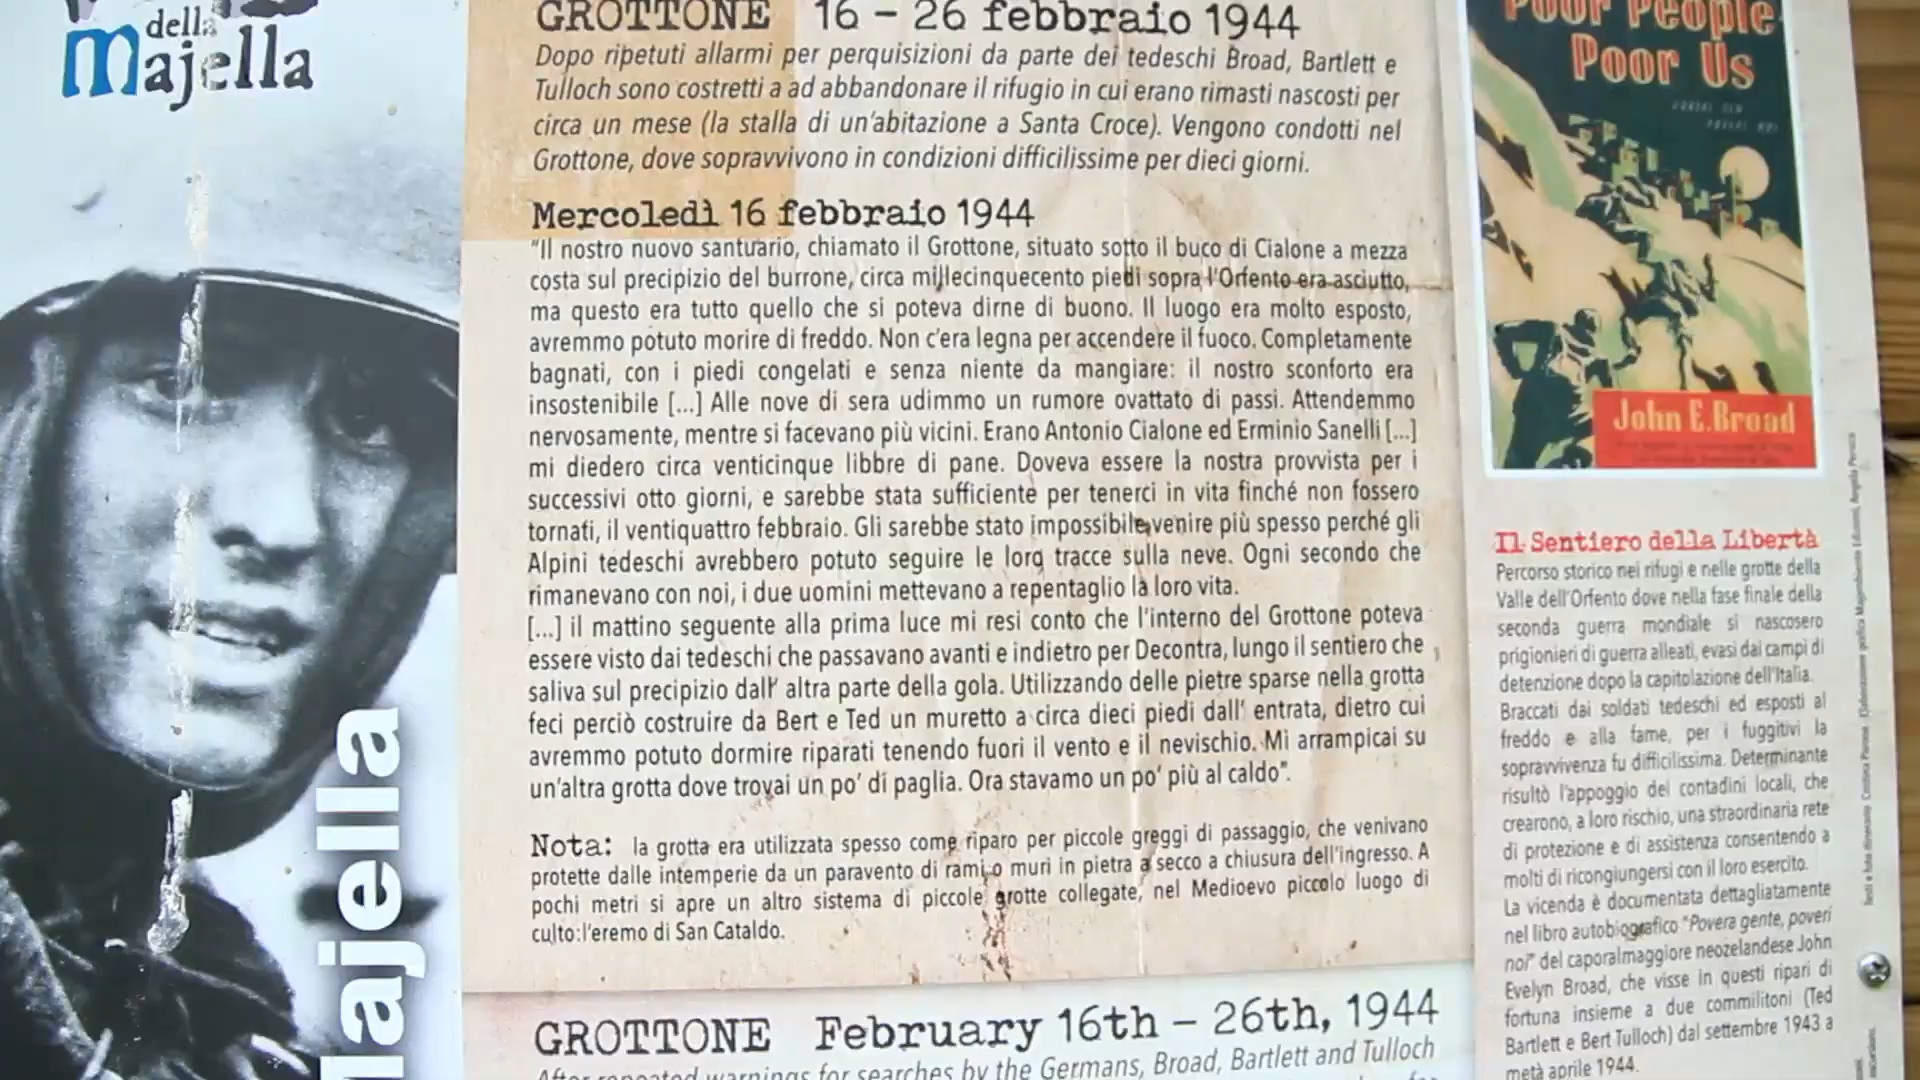 della
Majella
Majella
GROTTONE 16 – 26 febbraio 1944
Dopo ripetuti allarmi per perquisizioni da parte dei tedeschi Broad, Bartlett e
Tulloch sono costretti a ad abbandonare il rifugio in cui erano rimasti nascosti per
circa un mese (la stalla di un'abitazione a Santa Croce). Vengono condotti nel
Grottone, dove sopravvivono in condizioni difficilissime per dieci giorni.
Mercoledì 16 febbraio 1944
"Il nostro nuovo santuario, chiamato il Grottone, situato sotto il buco di Cialone a mezza
costa sul precipizio del burrone, circa millecinquecento piedi sopra l'Orfento era asciutto,
ma questo era tutto quello che si poteva dirne di buono. Il luogo era molto esposto,
avremmo potuto morire di freddo. Non c'era legna per accendere il fuoco. Completamente
bagnati, con i piedi congelati e senza niente da mangiare: il nostro sconforto era
insostenibile [...] Alle nove di sera udimmo un rumore ovattato di passi. Attendemmo
nervosamente, mentre si facevano più vicini. Erano Antonio Cialone ed Erminio Sanelli [...]
mi diedero circa venticinque libbre di pane. Doveva essere la nostra provvista per i
successivi otto giorni, e sarebbe stata sufficiente per tenerci in vita finché non fossero
tornati, il ventiquattro febbraio. Gli sarebbe stato impossibile venire più spesso perché gli
Alpini tedeschi avrebbero potuto seguire le loro tracce sulla neve. Ogni secondo che
rimanevano con noi, i due uomini mettevano a repentaglio la loro vita.
[...] il mattino seguente alla prima luce mi resi conto che l'interno del Grottone poteva
essere visto dai tedeschi che passavano avanti e indietro per Decontra, lungo il sentiero che
saliva sul precipizio dall' altra parte della gola. Utilizzando delle pietre sparse nella grotta
feci perciò costruire da Bert e Ted un muretto a circa dieci piedi dall' entrata, dietro cui
avremmo potuto dormire riparati tenendo fuori il vento e il nevischio. Mi arrampicai su
un'altra grotta dove trovai un po' di paglia. Ora stavamo un po' più al caldo".
Nota: la grotta era utilizzata spesso come riparo per piccole greggi di passaggio, che venivano
protette dalle intemperie da un paravento di rami o muri in pietra a secco a chiusura dell'ingresso. A
pochi metri si apre un altro sistema di piccole grotte collegate, nel Medioevo piccolo luogo di
culto:l'eremo di San Cataldo.
GROTTONE February 16th – 26th, 1944
After repeated warnings for searches by the Germans, Broad, Bartlett and Tulloch
Poor People
Poor Us
John E.Broad
Il Sentiero della Libertà
Percorso storico nei rifugi e nelle grotte della
Valle dell'Orfento dove nella fase finale della
seconda guerra mondiale si nascosero
prigionieri di guerra alleati, evasi dai campi di
detenzione dopo la capitolazione dell'Italia.
Braccati dai soldati tedeschi ed esposti al
freddo e alla fame, per i fuggitivi la
sopravvivenza fu difficilissima. Determinante
risultò l'appoggio dei contadini locali, che
crearono, a loro rischio, una straordinaria rete
di protezione e di assistenza consentendo a
molti di ricongiungersi con il loro esercito.
La vicenda è documentata dettagliatamente
nel libro autobiografico "Povera gente, poveri
noi" del caporalmaggiore neozelandese John
Evelyn Broad, che visse in questi ripari di
fortuna insieme a due commilitoni (Ted
Bartlett e Bert Tulloch) dal settembre 1943 a
metà aprile 1944.